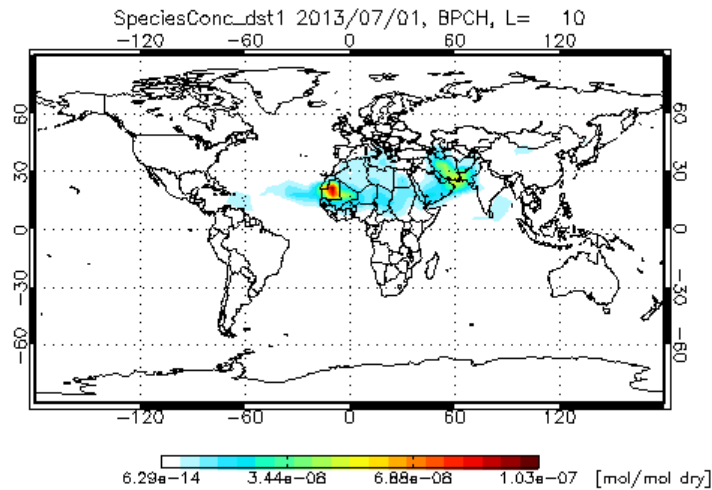 SpeciesConc_dst1 2013/07/01, BPCH, L= 10
-120 -60 0 60 120
60 60
30 30
0 0
-30 -30
-60 -60
-120 -60 0 60 120
6.29e-14 3.44e-08 6.88e-08 1.03e-07 [mol/mol dry]